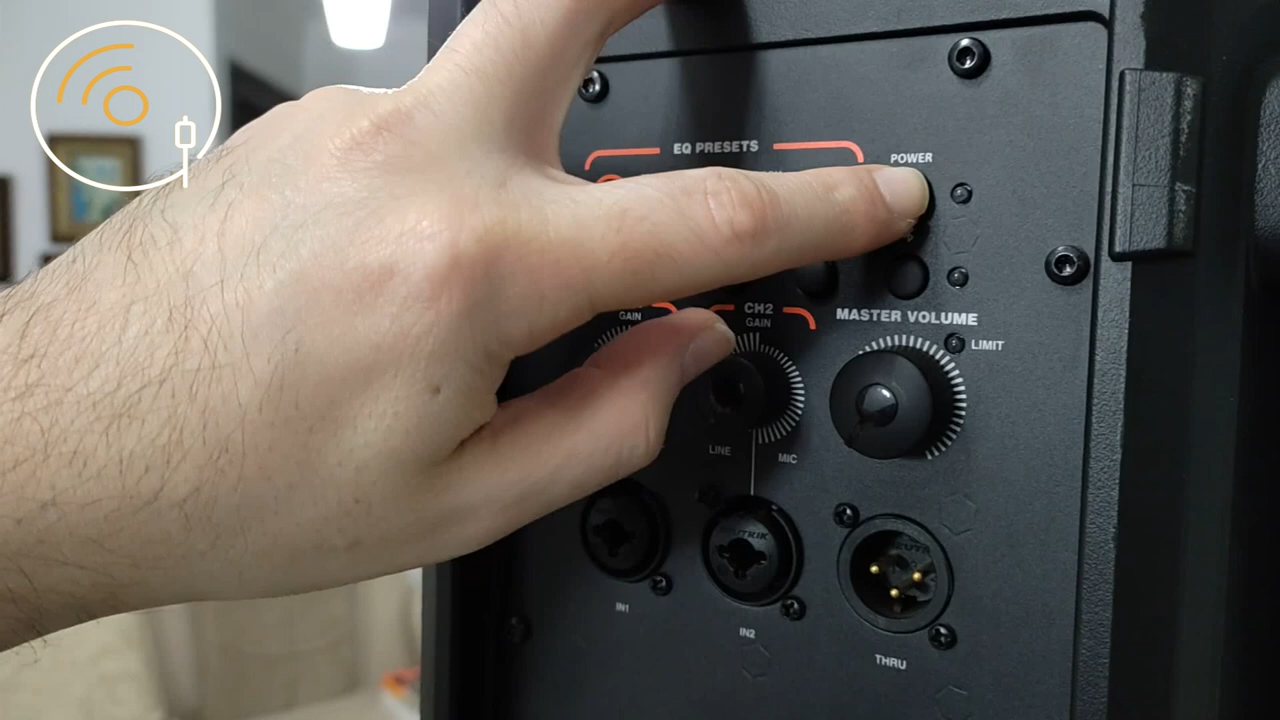 EQ PRESETS
POWER
GAIN
CH2
GAIN
MASTER VOLUME
LIMIT
LINE
MIC
IN1
IN2
THRU